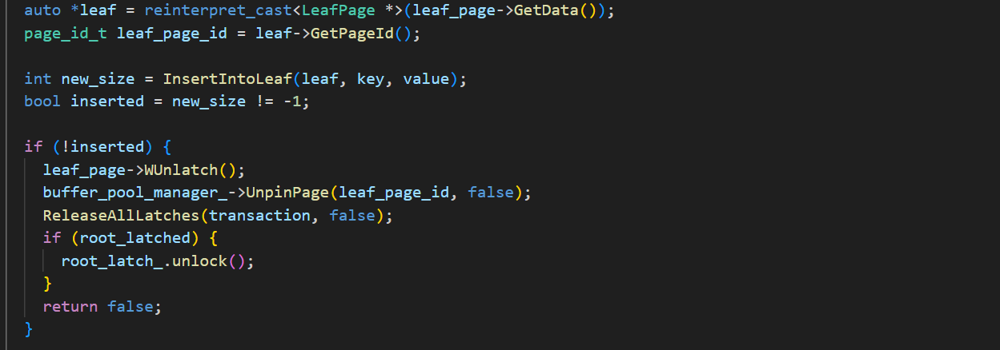 auto *leaf = reinterpret_cast<LeafPage *>(leaf_page->GetData());
page_id_t leaf_page_id = leaf->GetPageId();

int new_size = InsertIntoLeaf(leaf, key, value);
bool inserted = new_size != -1;

if (!inserted) {
  leaf_page->WUnlatch();
  buffer_pool_manager_->UnpinPage(leaf_page_id, false);
  ReleaseAllLatches(transaction, false);
  if (root_latched) {
    root_latch_.unlock();
  }
  return false;
}